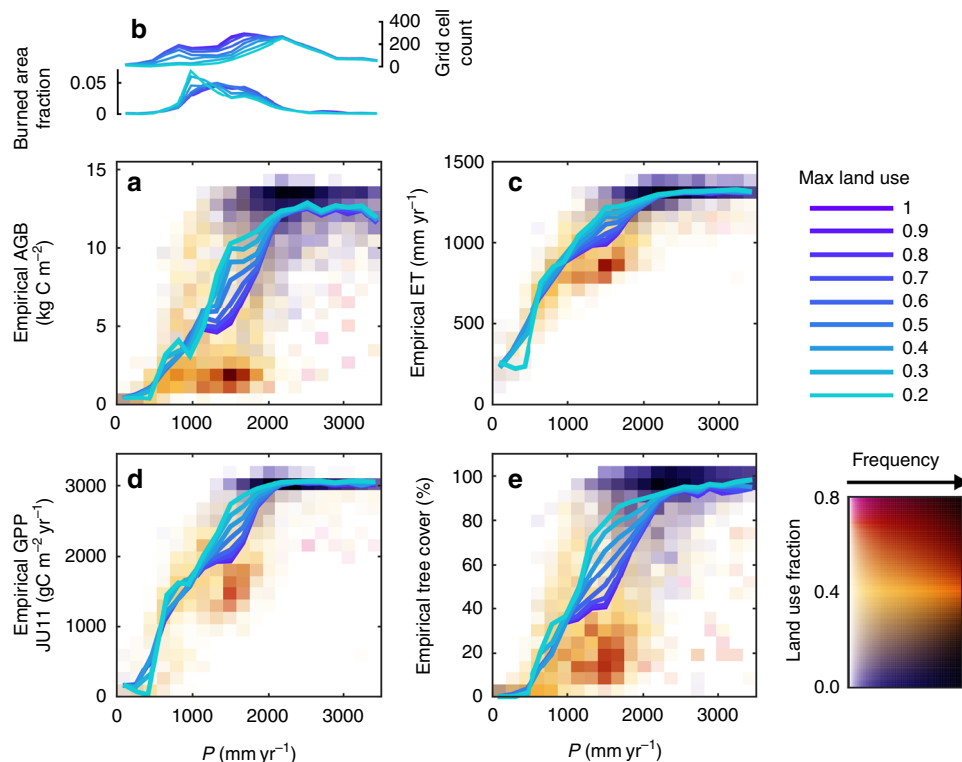 b
400
200
0
Grid cell
count
0.05
0
Burned area
fraction
a
15
10
5
0
0
1000
2000
3000
Empirical AGB
(kg C m⁻²)
c
1500
1000
500
0
0
1000
2000
3000
Empirical ET (mm yr⁻¹)
Max land use
1
0.9
0.8
0.7
0.6
0.5
0.4
0.3
0.2
d
3000
2000
1000
0
0
1000
2000
3000
Empirical GPP
JU11 (gC m⁻² yr⁻¹)
P (mm yr⁻¹)
e
100
80
60
40
20
0
0
1000
2000
3000
Empirical tree cover (%)
P (mm yr⁻¹)
Frequency
0.8
0.4
0.0
Land use fraction